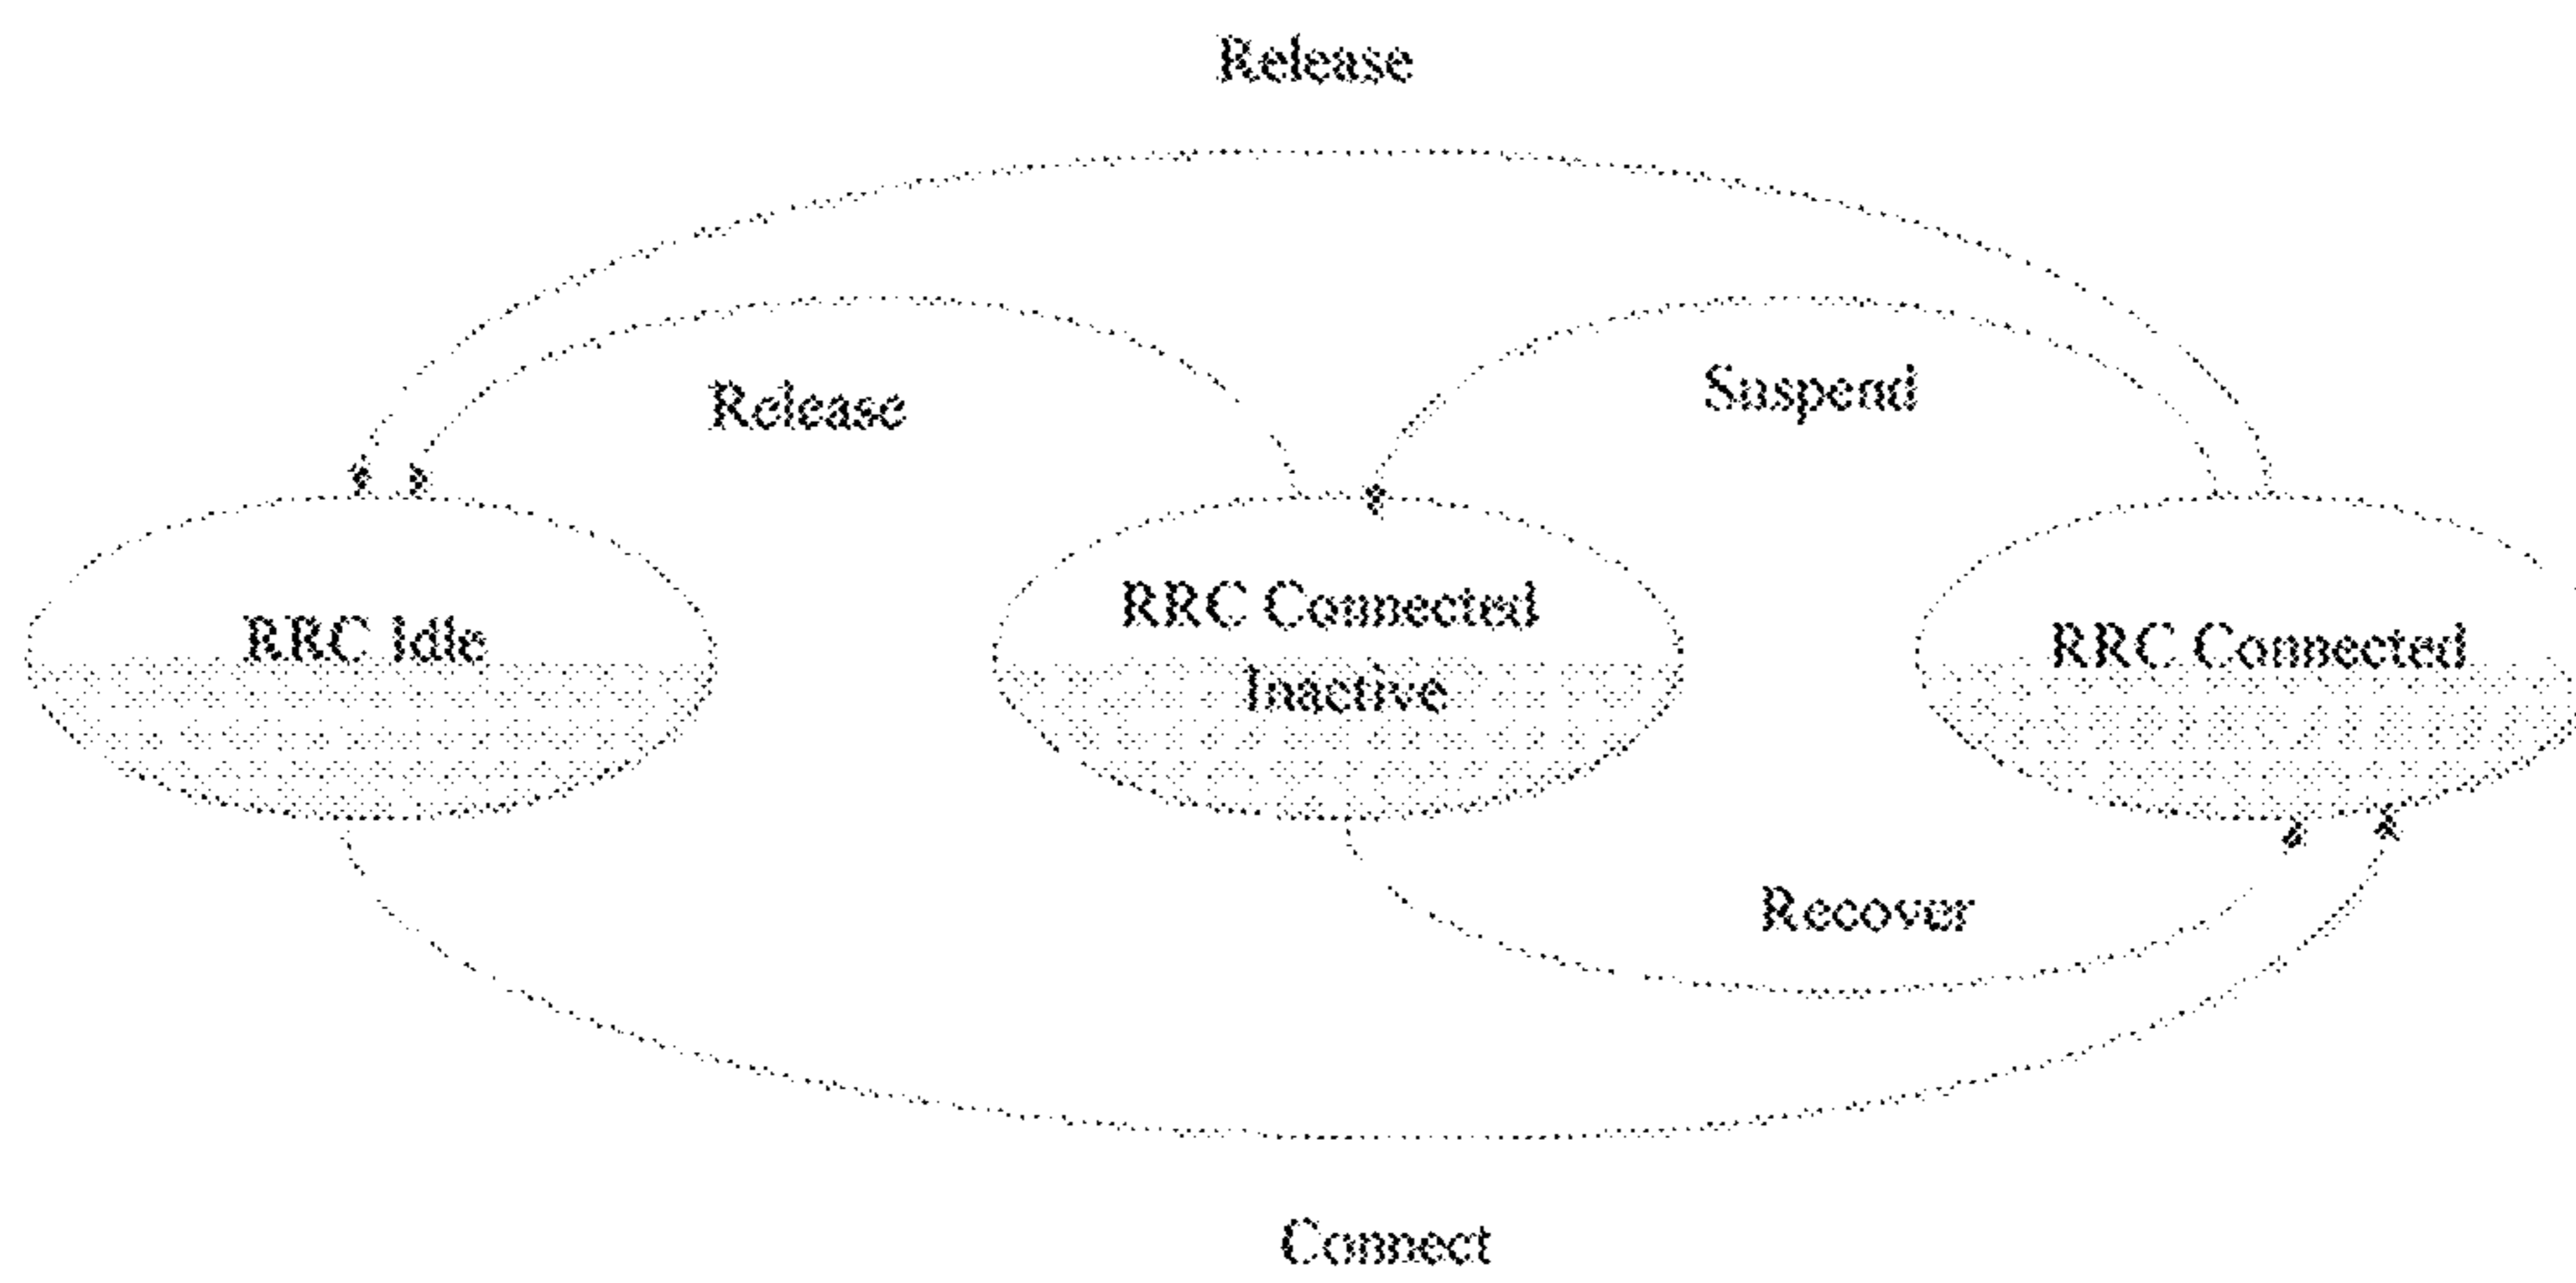 Release
Release
Suspend
RRC Idle
RRC Connected
Inactive
RRC Connected
Recover
Connect